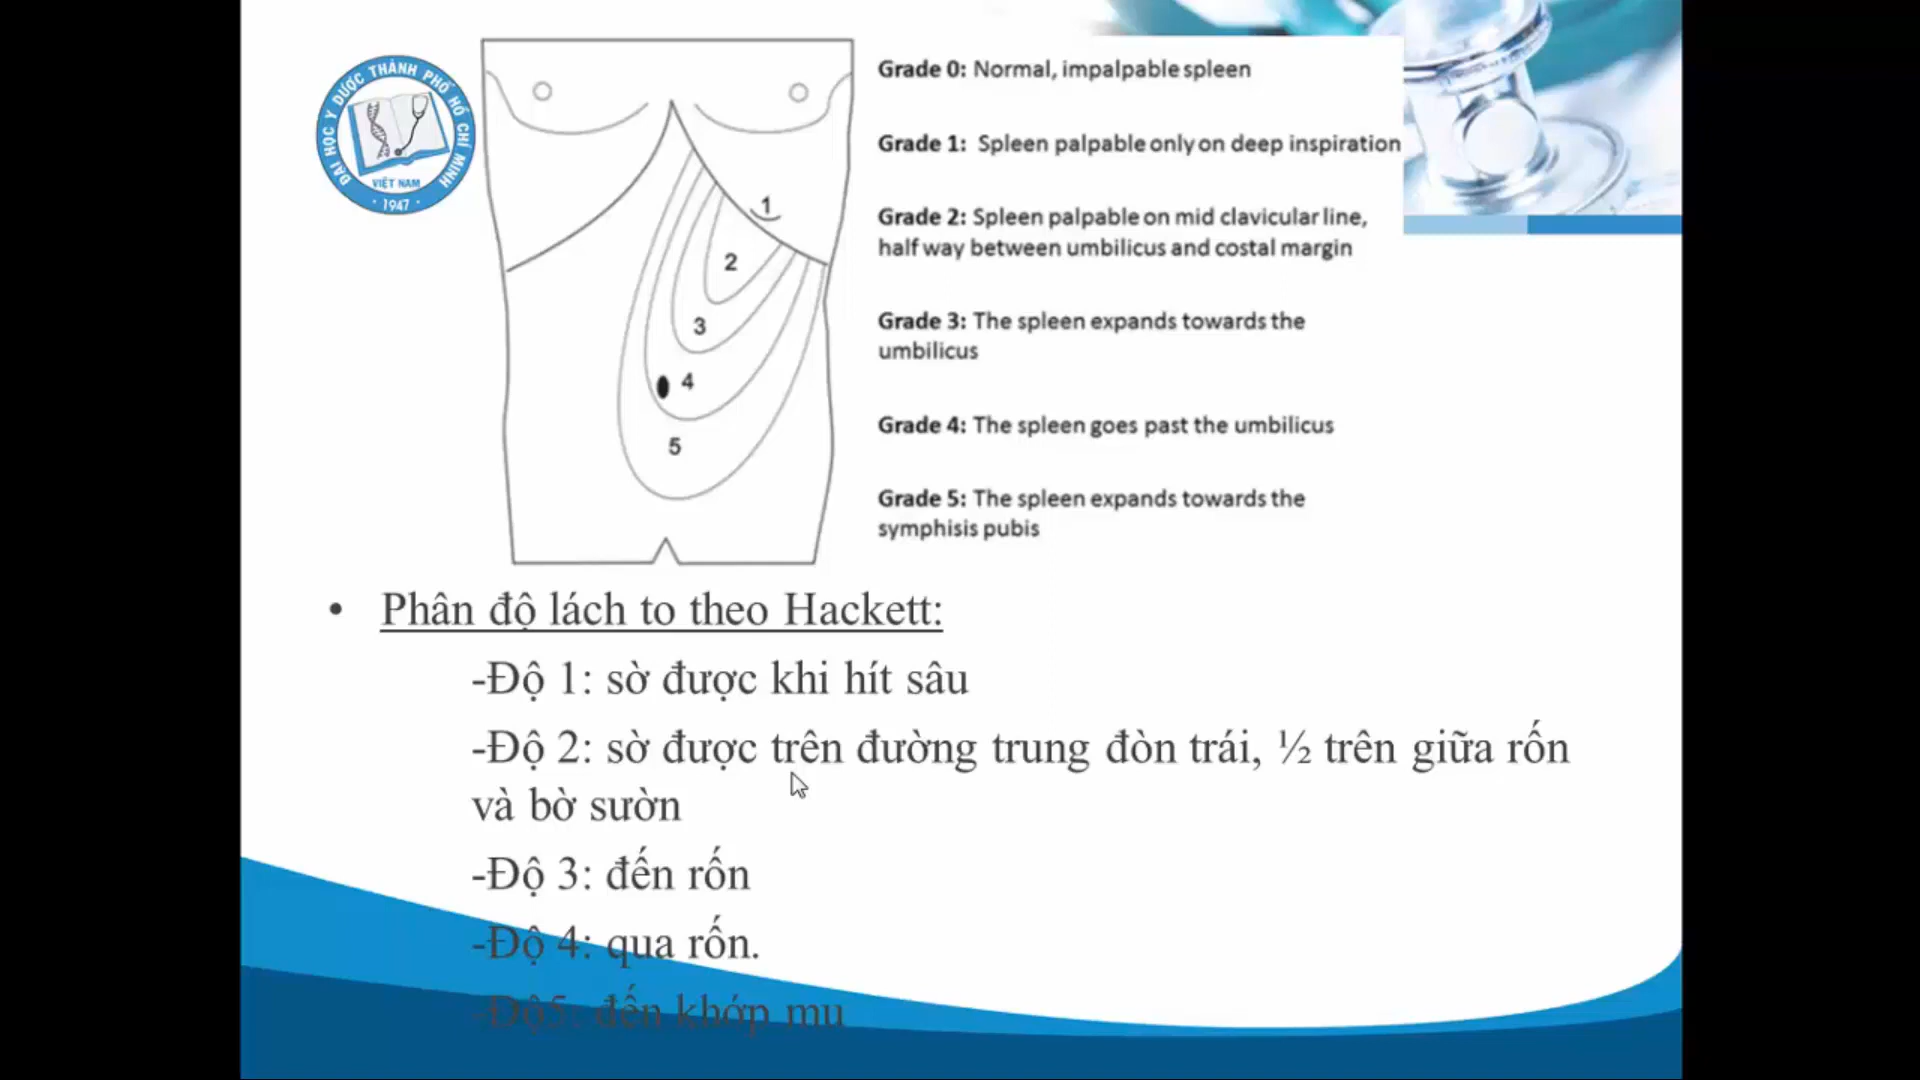 ĐẠI HỌC Y DƯỢC THÀNH PHỐ HỒ CHÍ MINH
VIỆT NAM
· 1947 ·
1
2
3
4
5
Grade 0: Normal, impalpable spleen
Grade 1: Spleen palpable only on deep inspiration
Grade 2: Spleen palpable on mid clavicular line,
half way between umbilicus and costal margin
Grade 3: The spleen expands towards the
umbilicus
Grade 4: The spleen goes past the umbilicus
Grade 5: The spleen expands towards the
symphisis pubis
• Phân độ lách to theo Hackett:
-Độ 1: sờ được khi hít sâu
-Độ 2: sờ được trên đường trung đòn trái, ½ trên giữa rốn
và bờ sườn
-Độ 3: đến rốn
-Độ 4: qua rốn.
-Độ5: đến khớp mu